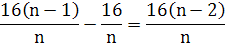 16(n−1)/n − 16/n = 16(n−2)/n